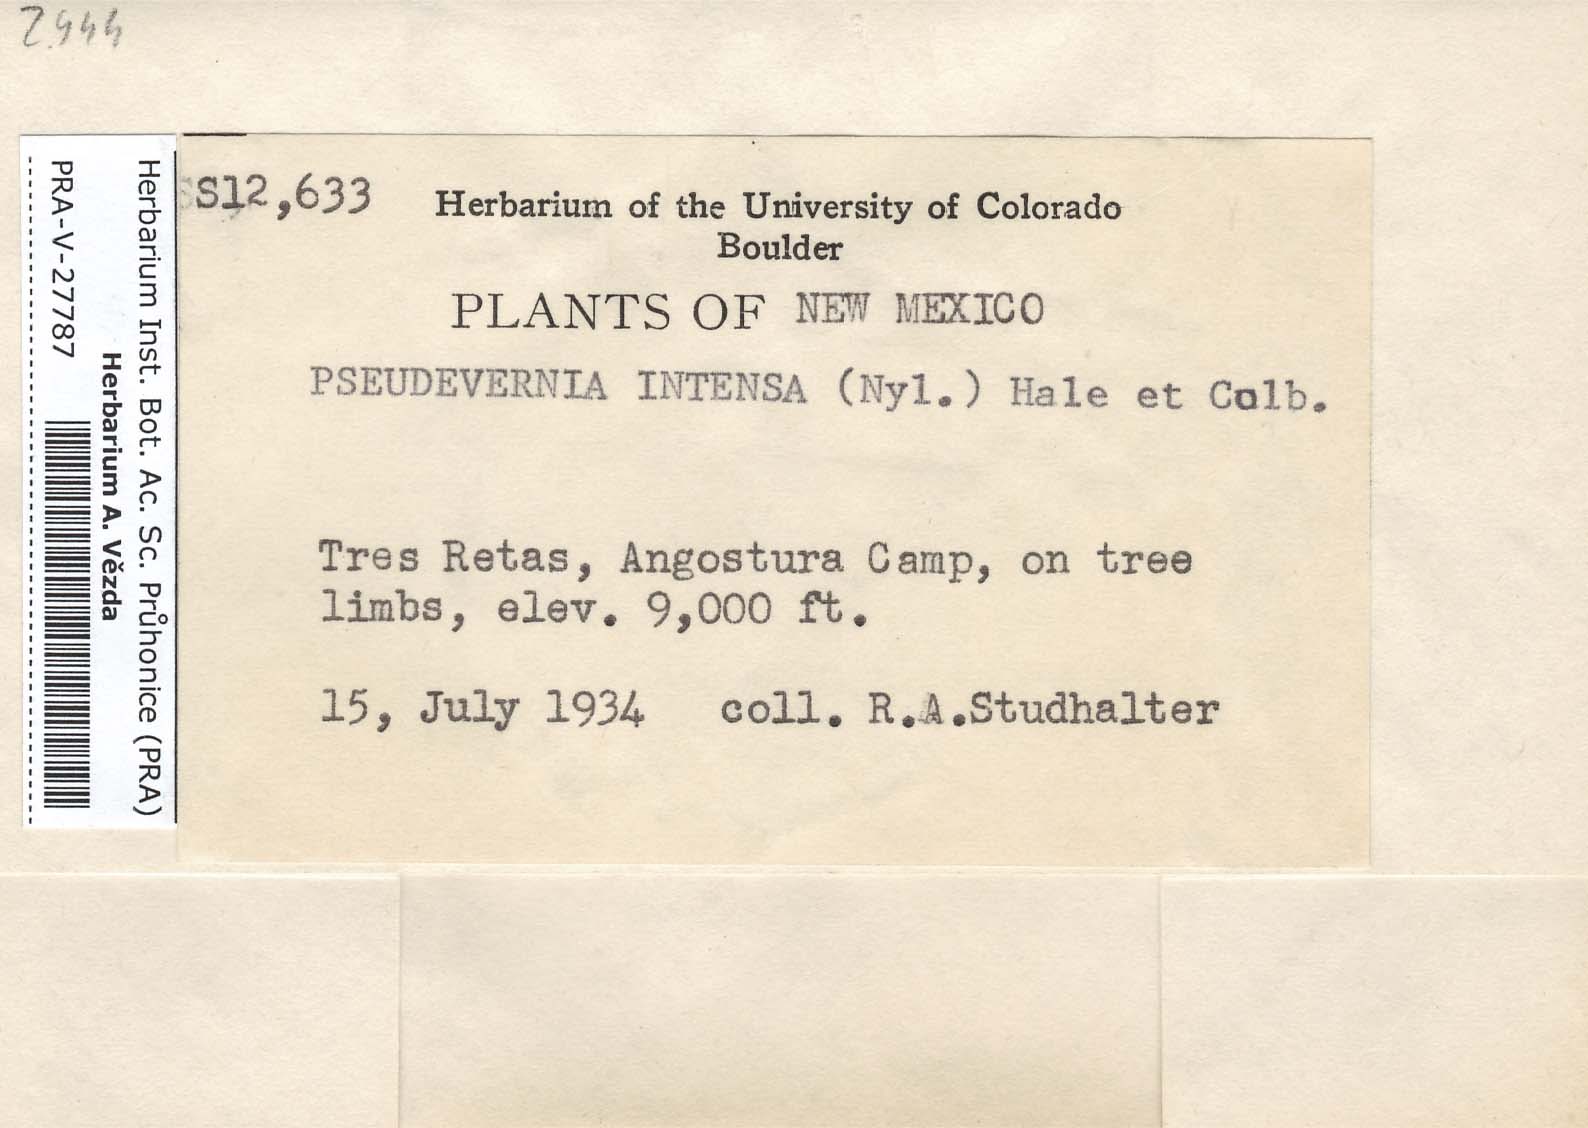 2944
SS12,633
Herbarium of the University of Colorado
Boulder
PLANTS OF NEW MEXICO
PSEUDEVERNIA INTENSA (Nyl.) Hale et Culb.
Tres Retas, Angostura Camp, on tree
limbs, elev. 9,000 ft.
15, July 1934 coll. R.A.Studhalter
Herbarium Inst. Bot. Ac. Sc. Průhonice (PRA)
Herbarium A. Vězda
PRA-V-27787